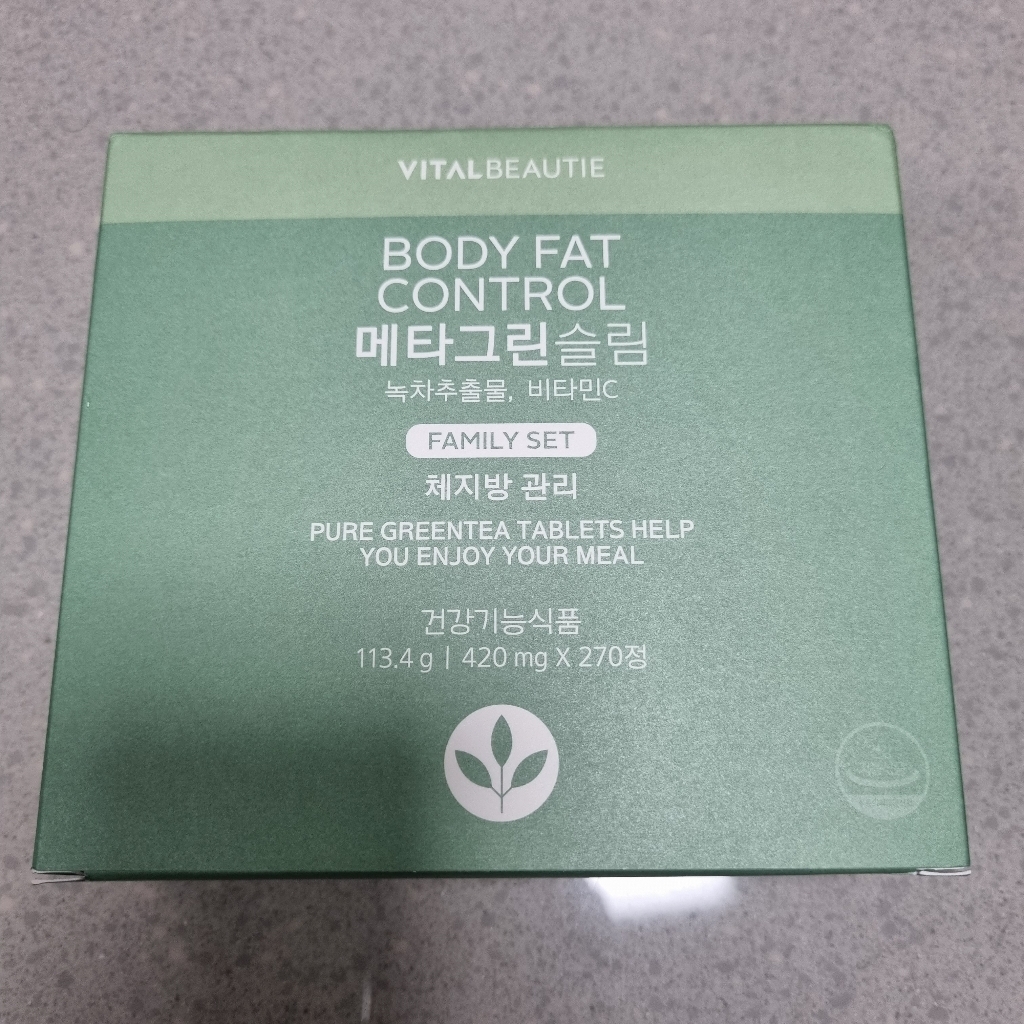 VITALBEAUTIE
BODY FAT
CONTROL
메타그린슬림
녹차추출물, 비타민C
FAMILY SET
체지방 관리
PURE GREENTEA TABLETS HELP
YOU ENJOY YOUR MEAL
건강기능식품
113.4 g | 420 mg X 270정